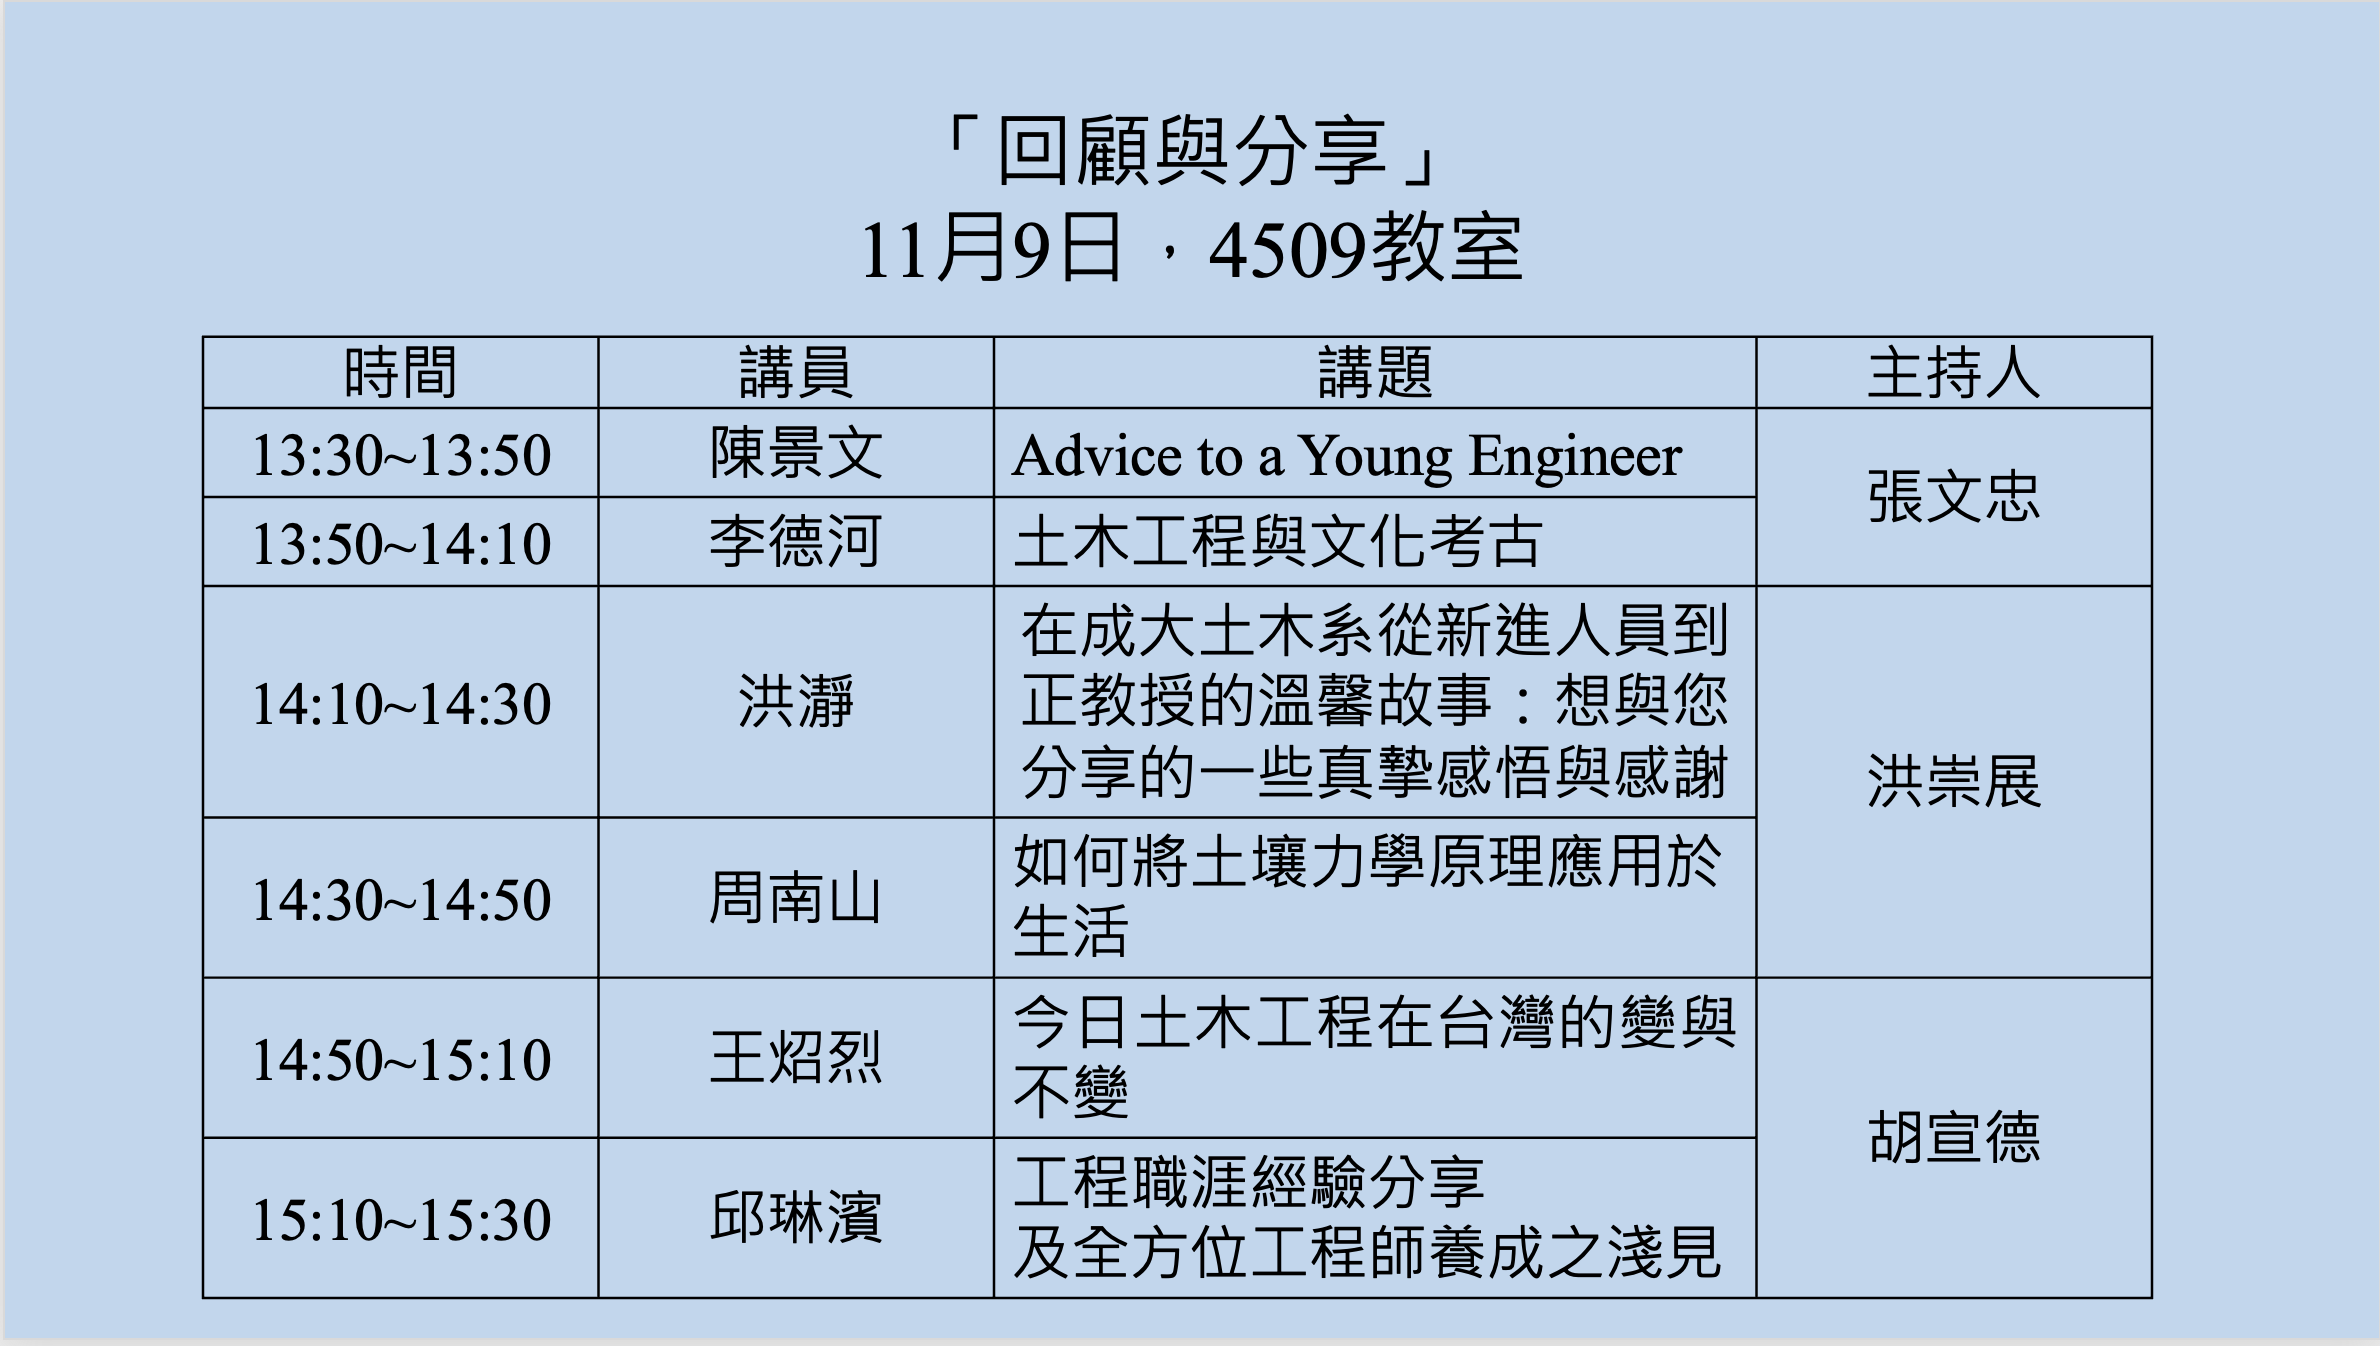 「回顧與分享」
11月9日，4509教室
時間 講員 講題 主持人
13:30~13:50 陳景文 Advice to a Young Engineer
張文忠
13:50~14:10 李德河 土木工程與文化考古
在成大土木系從新進人員到
14:10~14:30 洪瀞 正教授的溫馨故事：想與您
分享的一些真摯感悟與感謝
洪崇展
如何將土壤力學原理應用於
14:30~14:50 周南山
生活
今日土木工程在台灣的變與
14:50~15:10 王炤烈
不變
胡宣德
工程職涯經驗分享
15:10~15:30 邱琳濱
及全方位工程師養成之淺見